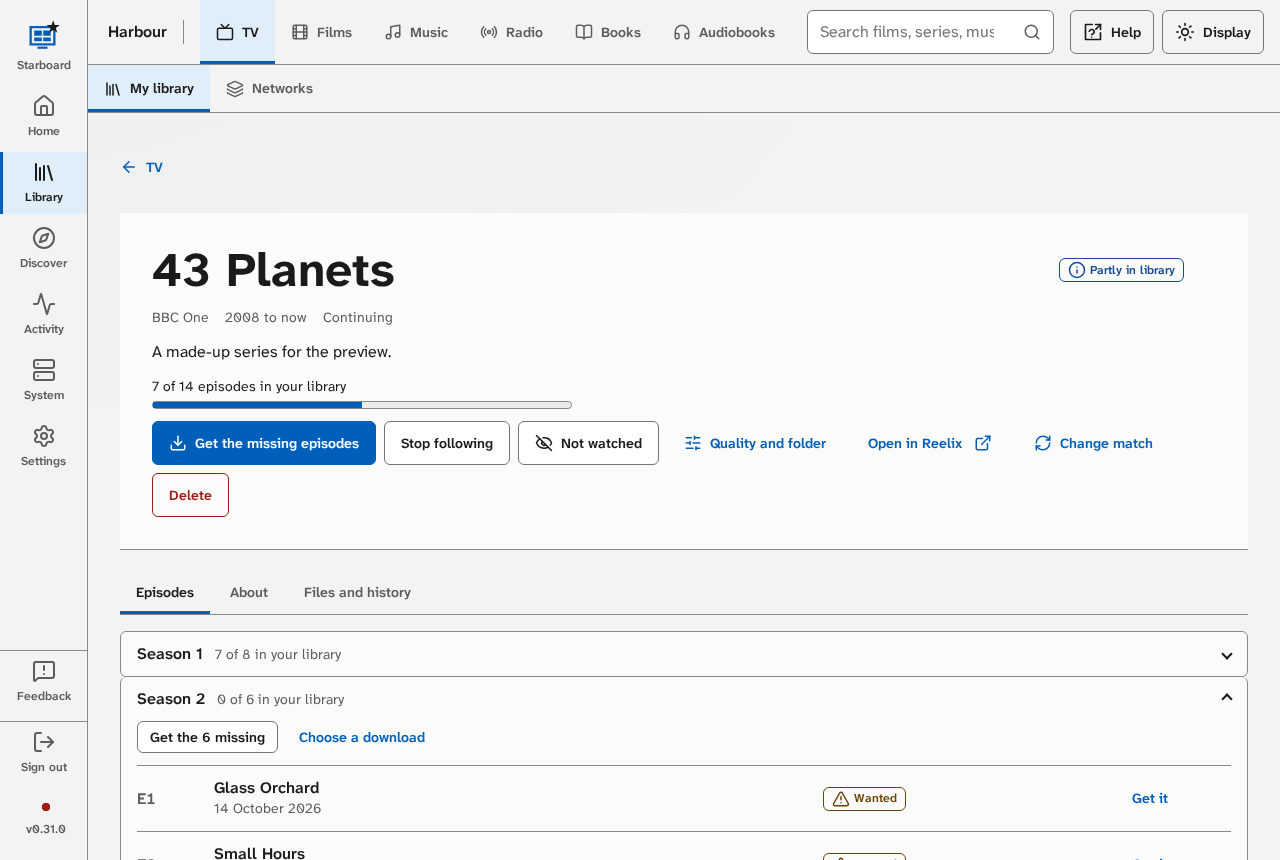 Starboard
Home
Library
Discover
Activity
System
Settings
Feedback
Sign out
v0.31.0
Harbour
TV
Films
Music
Radio
Books
Audiobooks
Search films, series, mus
Help
Display
My library
Networks
TV
43 Planets
Partly in library
BBC One 2008 to now Continuing
A made-up series for the preview.
7 of 14 episodes in your library
Get the missing episodes
Stop following
Not watched
Quality and folder
Open in Reelix
Change match
Delete
Episodes
About
Files and history
Season 1 7 of 8 in your library
Season 2 0 of 6 in your library
Get the 6 missing
Choose a download
E1
Glass Orchard
14 October 2026
Wanted
Get it
Small Hours